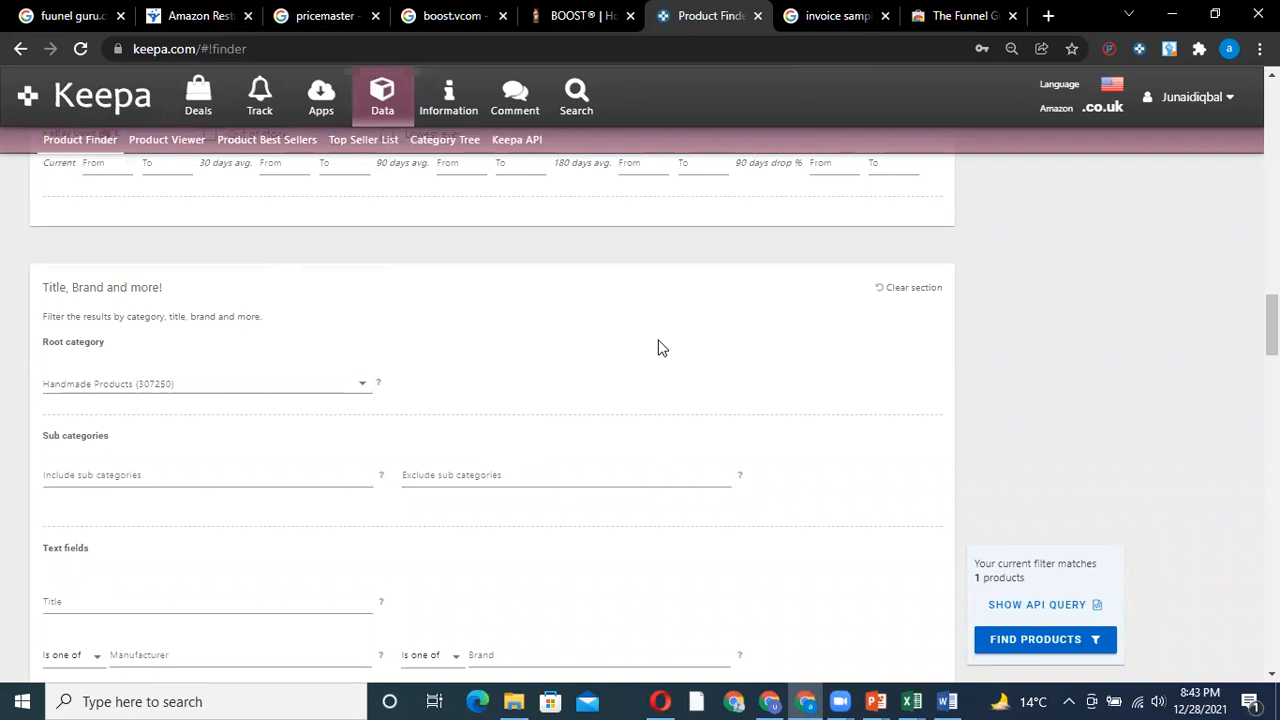 fuusnel guru.c
Amazon Rest
pricemaster -
boost.vcom -
BOOST® | Ho
Product Finde
invoice samp
The Funnel G
keepa.com/#!finder
a
Keepa
Deals
Track
Apps
Data
Information
Comment
Search
Language
Amazon .co.uk
Junaidiqbal
Product Finder
Product Viewer
Product Best Sellers
Top Seller List
Category Tree
Keepa API
Current From To 30 days avg. From To 90 days avg. From To 180 days avg. From To 90 days drop % From To
Title, Brand and more!
Clear section
Filter the results by category, title, brand and more.
Root category
Handmade Products (307250) ?
Sub categories
Include sub categories ? Exclude sub categories ?
Text fields
Title ?
Is one of Manufacturer ? Is one of Brand ?
Your current filter matches
1 products
SHOW API QUERY
FIND PRODUCTS
Type here to search
14°C
8:43 PM
12/28/2021
1